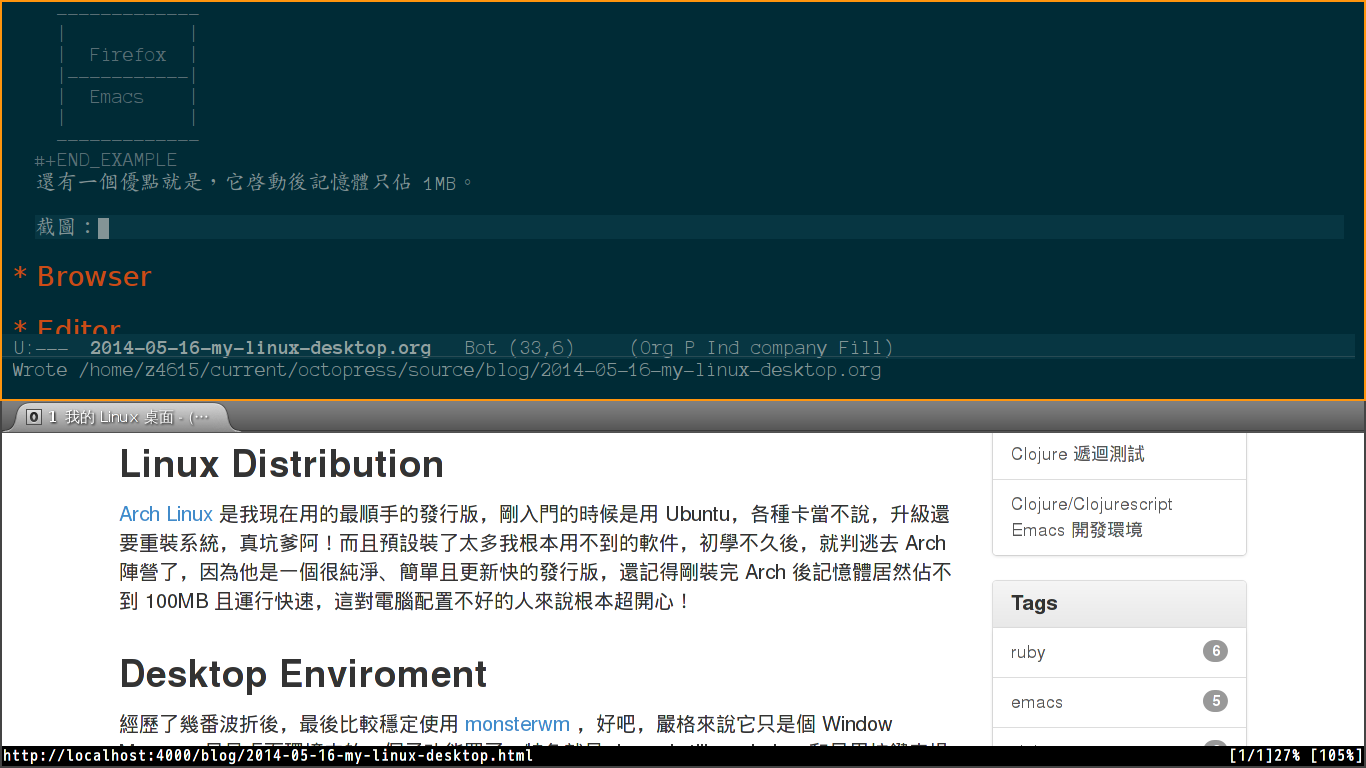 Firefox
Emacs
#+END_EXAMPLE
還有一個優點就是，它啓動後記憶體只佔 1MB。
截圖：
* Browser
* Editor
U:--- 2014-05-16-my-linux-desktop.org Bot (33,6) (Org P Ind company Fill)
Wrote /home/z4615/current/octopress/source/blog/2014-05-16-my-linux-desktop.org
1 我的 Linux 桌面 - (…
Linux Distribution
Arch Linux 是我現在用的最順手的發行版，剛入門的時候是用 Ubuntu，各種卡當不說，升級還
要重裝系統，真坑爹阿！而且預設裝了太多我根本用不到的軟件，初學不久後，就判逃去 Arch
陣營了，因為他是一個很純淨、簡單且更新快的發行版，還記得剛裝完 Arch 後記憶體居然佔不
到 100MB 且運行快速，這對電腦配置不好的人來說根本超開心！
Desktop Enviroment
經歷了幾番波折後，最後比較穩定使用 monsterwm ，好吧，嚴格來說它只是個 Window
Clojure 遞迴測試
Clojure/Clojurescript
Emacs 開發環境
Tags
ruby 6
emacs 5
http://localhost:4000/blog/2014-05-16-my-linux-desktop.html [1/1]27% [105%]